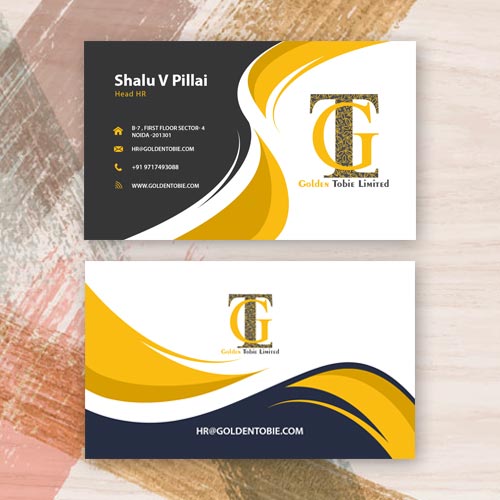 Shalu V Pillai
Head HR
B-7 , FIRST FLOOR SECTOR- 4
NOIDA -201301
HR@GOLDENTOBIE.COM
+91 9717493088
WWW.GOLDENTOBIE.COM
TG
Golden Tobie Limited
TG
Golden Tobie Limited
HR@GOLDENTOBIE.COM